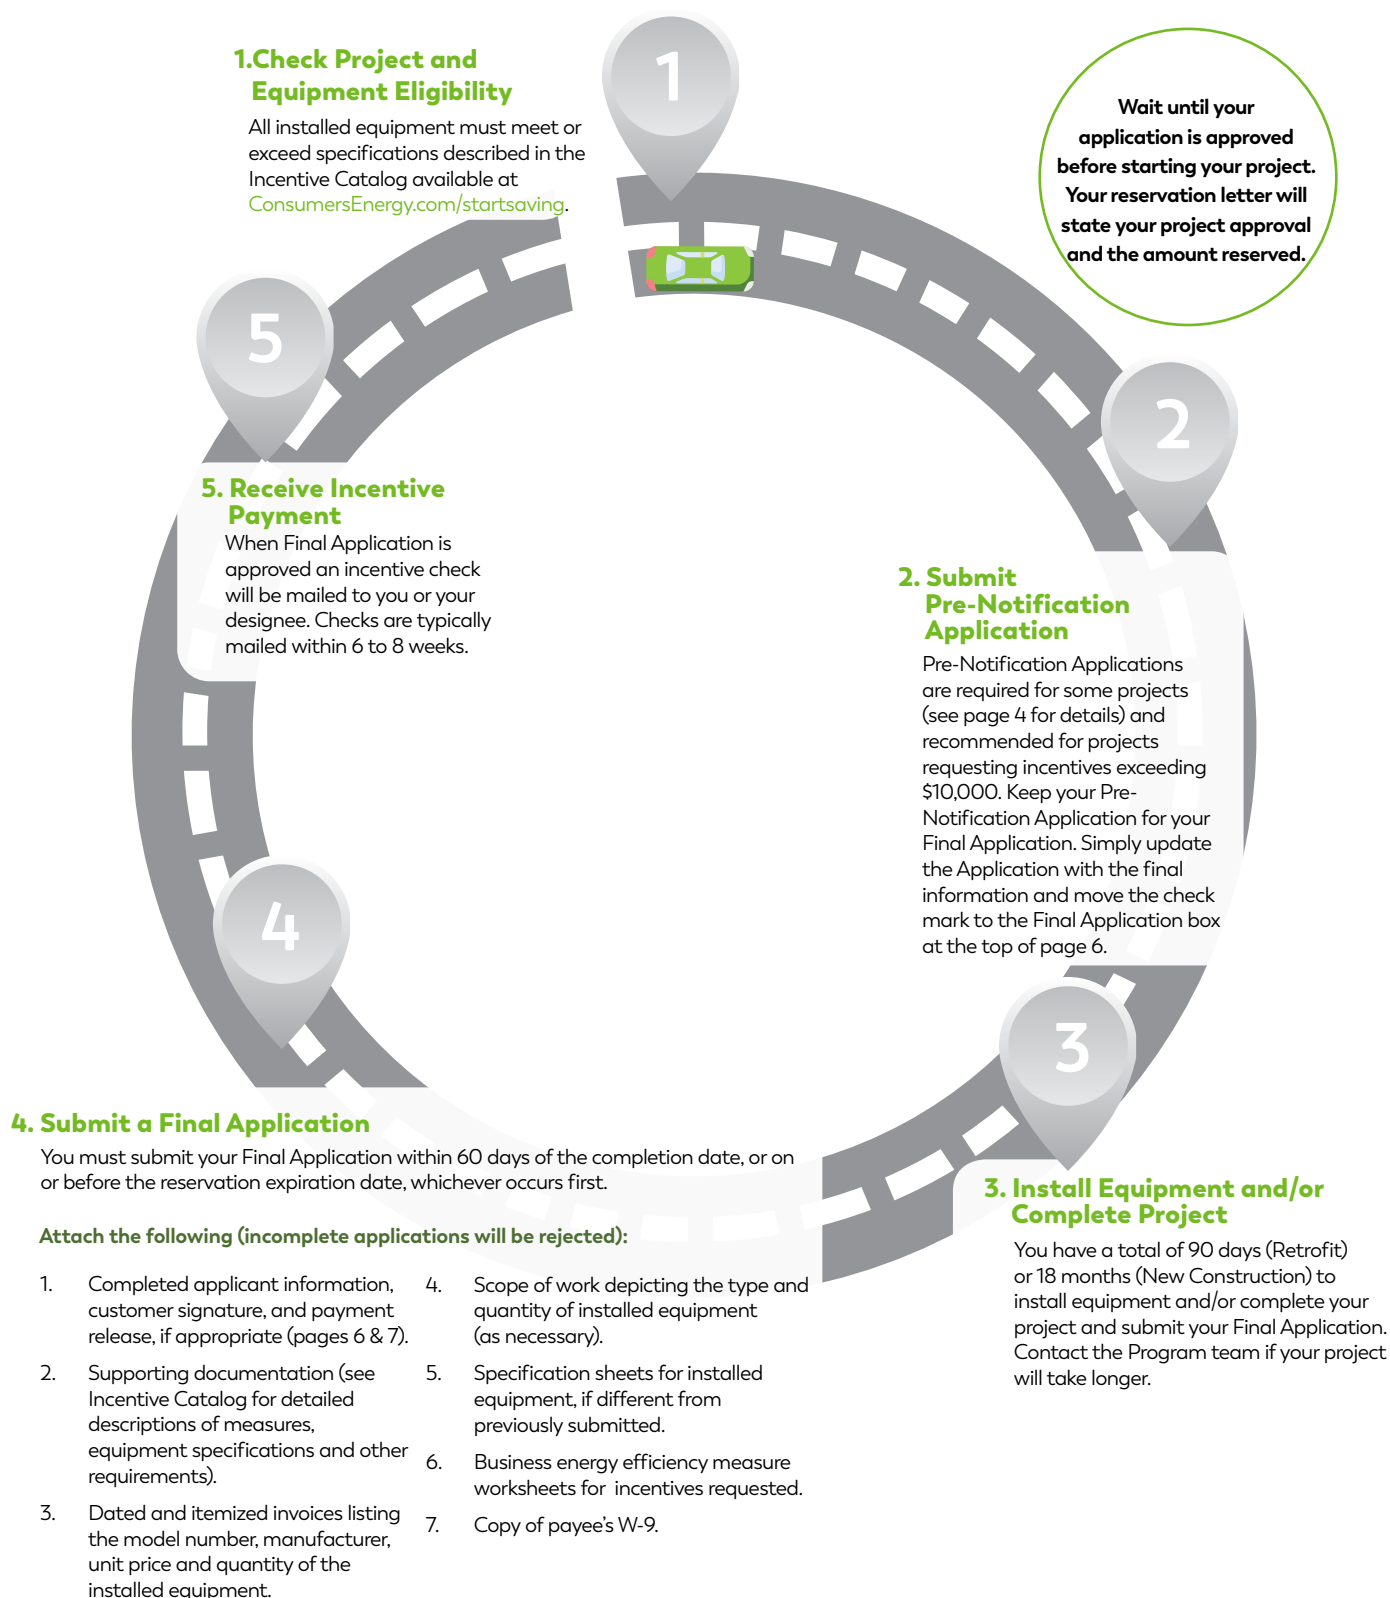 1
1.Check Project and
Equipment Eligibility
All installed equipment must meet or
exceed specifications described in the
Incentive Catalog available at
ConsumersEnergy.com/startsaving.
Wait until your
application is approved
before starting your project.
Your reservation letter will
state your project approval
and the amount reserved.
2
2. Submit
Pre-Notification
Application
Pre-Notification Applications
are required for some projects
(see page 4 for details) and
recommended for projects
requesting incentives exceeding
$10,000. Keep your Pre-
Notification Application for your
Final Application. Simply update
the Application with the final
information and move the check
mark to the Final Application box
at the top of page 6.
3
3. Install Equipment and/or
Complete Project
You have a total of 90 days (Retrofit)
or 18 months (New Construction) to
install equipment and/or complete your
project and submit your Final Application.
Contact the Program team if your project
will take longer.
4
4. Submit a Final Application
You must submit your Final Application within 60 days of the completion date, or on
or before the reservation expiration date, whichever occurs first.
Attach the following (incomplete applications will be rejected):
1. Completed applicant information,
customer signature, and payment
release, if appropriate (pages 6 & 7).
2. Supporting documentation (see
Incentive Catalog for detailed
descriptions of measures,
equipment specifications and other
requirements).
3. Dated and itemized invoices listing
the model number, manufacturer,
unit price and quantity of the
installed equipment.
4. Scope of work depicting the type and
quantity of installed equipment
(as necessary).
5. Specification sheets for installed
equipment, if different from
previously submitted.
6. Business energy efficiency measure
worksheets for incentives requested.
7. Copy of payee's W-9.
5
5. Receive Incentive
Payment
When Final Application is
approved an incentive check
will be mailed to you or your
designee. Checks are typically
mailed within 6 to 8 weeks.